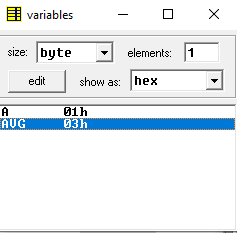 variables
size: byte elements: 1
edit show as: hex
A 01h
AVG 03h